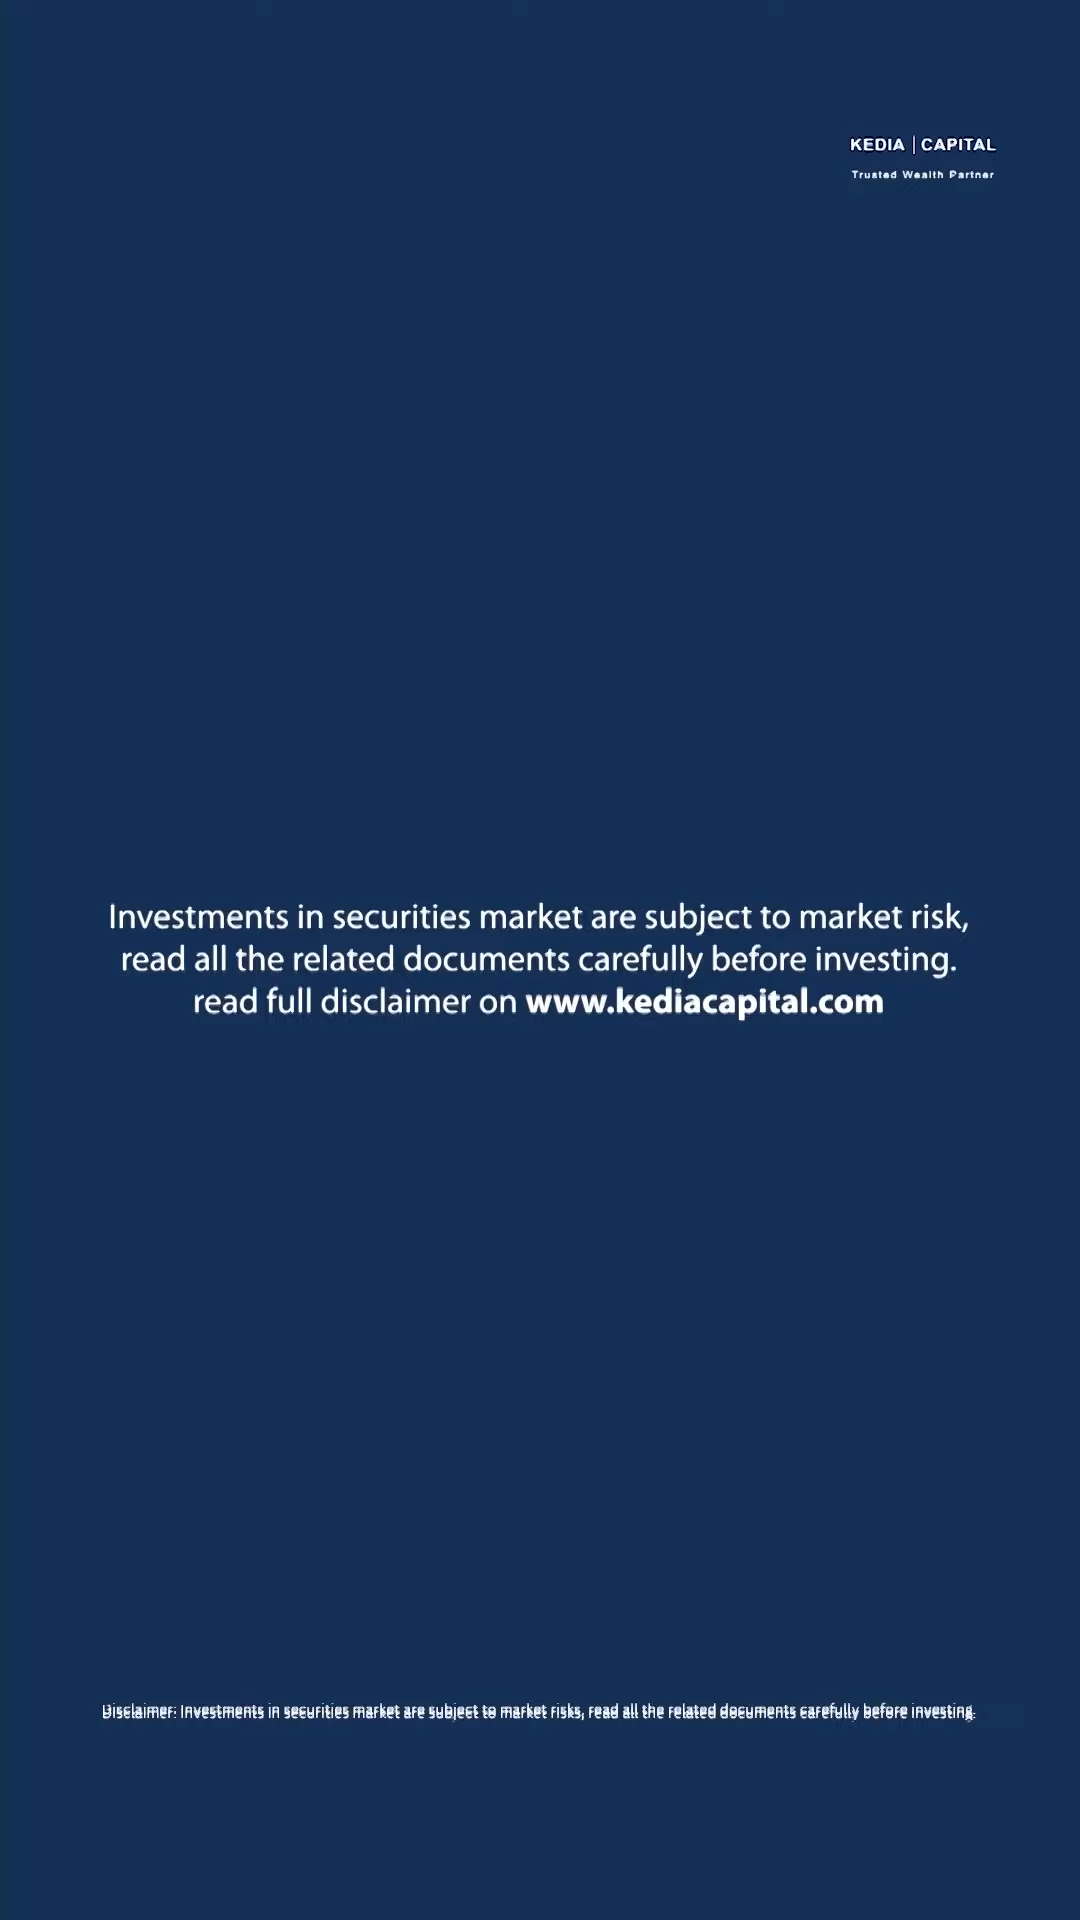 KEDIA | CAPITAL
Trusted Wealth Partner
Investments in securities market are subject to market risk,
read all the related documents carefully before investing.
read full disclaimer on www.kediacapital.com
Disclaimer: Investments in securities market are subject to market risks, read all the related documents carefully before investing.